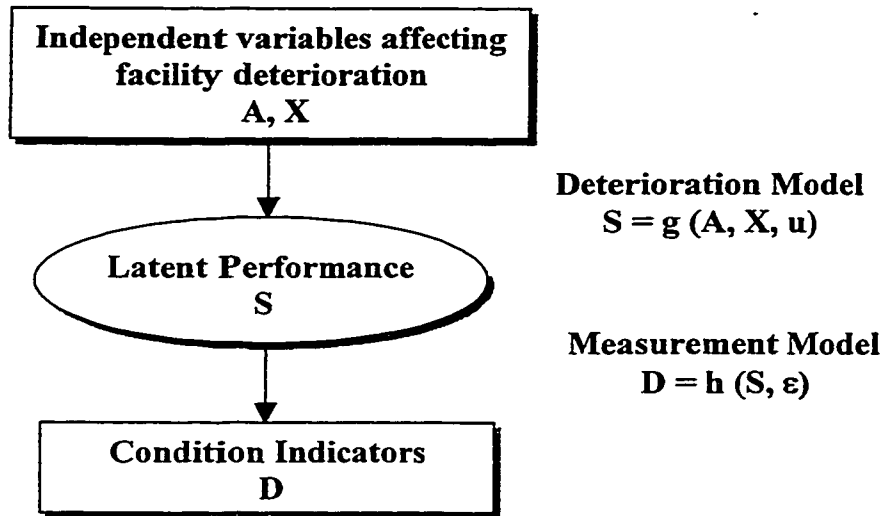 Independent variables affecting
facility deterioration
A, X
Deterioration Model
S = g (A, X, u)
Latent Performance
S
Measurement Model
D = h (S, ε)
Condition Indicators
D